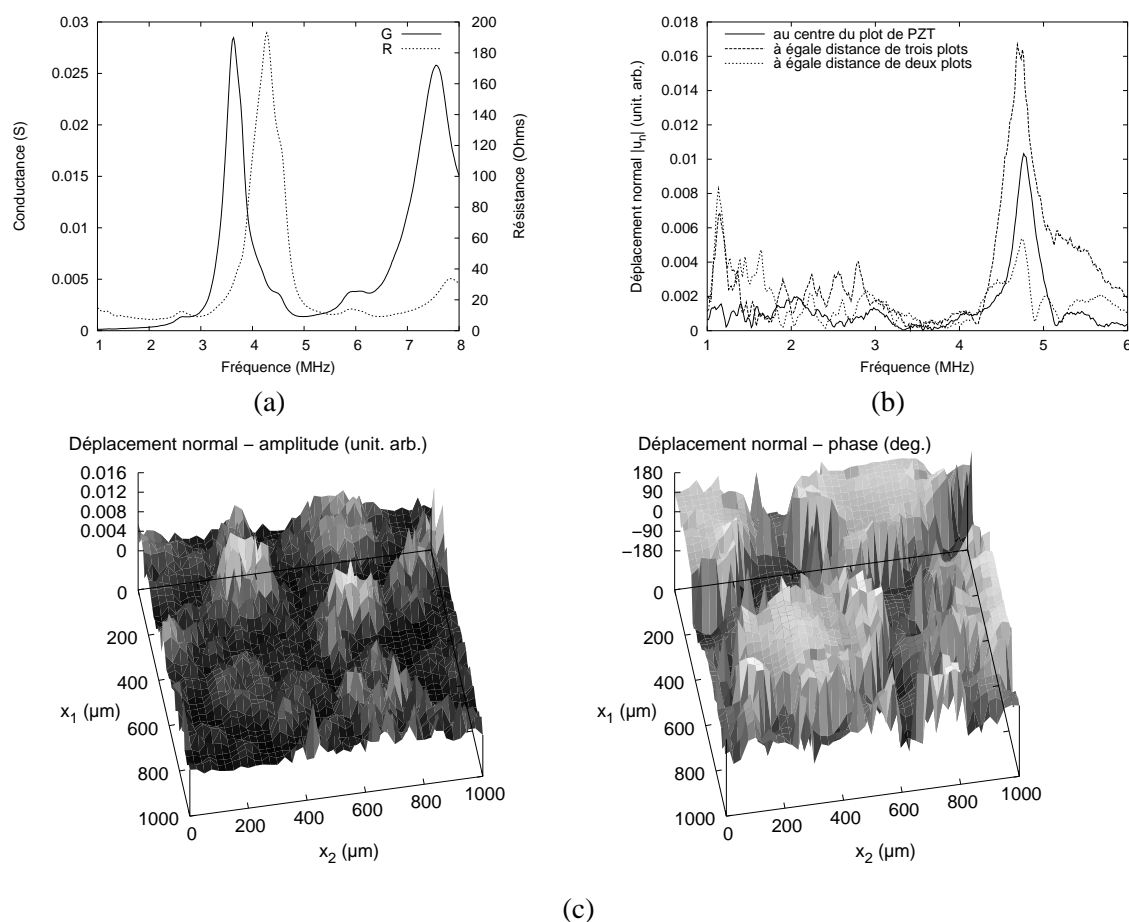 0.03
0.025
0.02
0.015
0.01
0.005
0
Conductance (S)
200
180
160
140
120
100
80
60
40
20
0
Résistance (Ohms)
G
R
1 2 3 4 5 6 7 8
Fréquence (MHz)
(a)
0.018
0.016
0.014
0.012
0.01
0.008
0.006
0.004
0.002
0
Déplacement normal |u_n| (unit. arb.)
au centre du plot de PZT
à égale distance de trois plots
à égale distance de deux plots
1 2 3 4 5 6
Fréquence (MHz)
(b)
Déplacement normal − amplitude (unit. arb.)
0.016
0.012
0.008
0.004
0
0
200
400
600
800
1000
x_1 (µm)
0 200 400 600 800 1000
x_2 (µm)
Déplacement normal − phase (deg.)
180
90
0
−90
−180
0
200
400
600
800
1000
x_1 (µm)
0 200 400 600 800 1000
x_2 (µm)
(c)